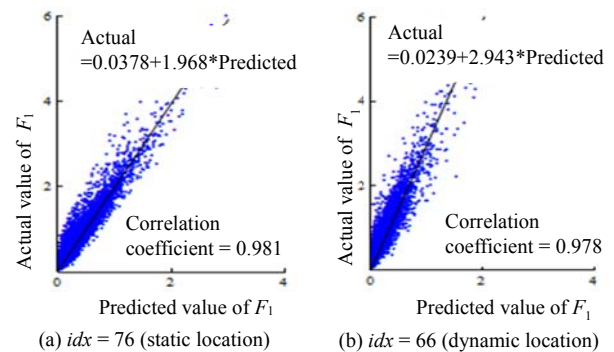 6
4
2
Actual
=0.0378+1.968*Predicted
Correlation
coefficient = 0.981
Actual value of F1
0
2
4
Predicted value of F1
(a) idx = 76 (static location)
6
4
2
Actual
=0.0239+2.943*Predicted
Correlation
coefficient = 0.978
Actual value of F1
0
2
4
Predicted value of F1
(b) idx = 66 (dynamic location)